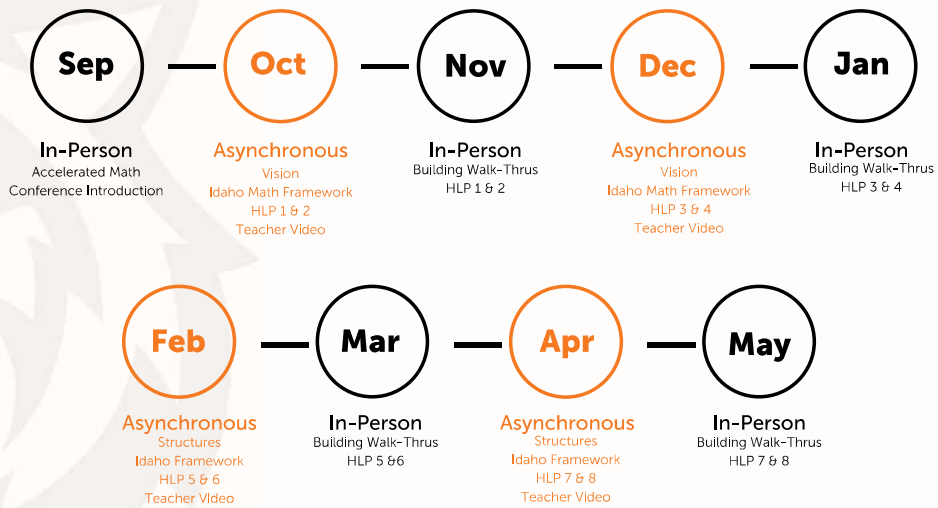 Sep
Oct
Nov
Dec
Jan
In-Person
Accelerated Math
Conference Introduction
Asynchronous
Vision
Idaho Math Framework
HLP 1 & 2
Teacher Video
In-Person
Building Walk-Thrus
HLP 1 & 2
Asynchronous
Vision
Idaho Math Framework
HLP 3 & 4
Teacher Video
In-Person
Building Walk-Thrus
HLP 3 & 4
Feb
Mar
Apr
May
Asynchronous
Structures
Idaho Framework
HLP 5 & 6
Teacher VIdeo
In-Person
Building Walk-Thrus
HLP 5 &6
Asynchronous
Structures
Idaho Framework
HLP 7 & 8
Teacher Video
In-Person
Building Walk-Thrus
HLP 7 & 8